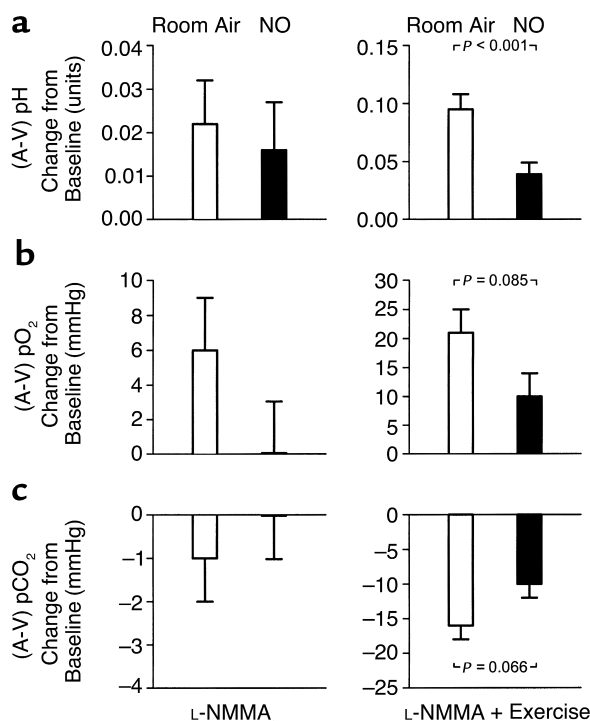 a
Room Air NO
Room Air NO
(A-V) pH
Change from
Baseline (units)
0.04
0.03
0.02
0.01
0.00
0.15
0.10
0.05
0.00
P < 0.001
b
(A-V) pO2
Change from
Baseline (mmHg)
10
8
6
4
2
0
30
25
20
15
10
5
0
P = 0.085
c
(A-V) pCO2
Change from
Baseline (mmHg)
0
–1
–2
–3
–4
0
–5
–10
–15
–20
–25
P = 0.066
L-NMMA
L-NMMA + Exercise